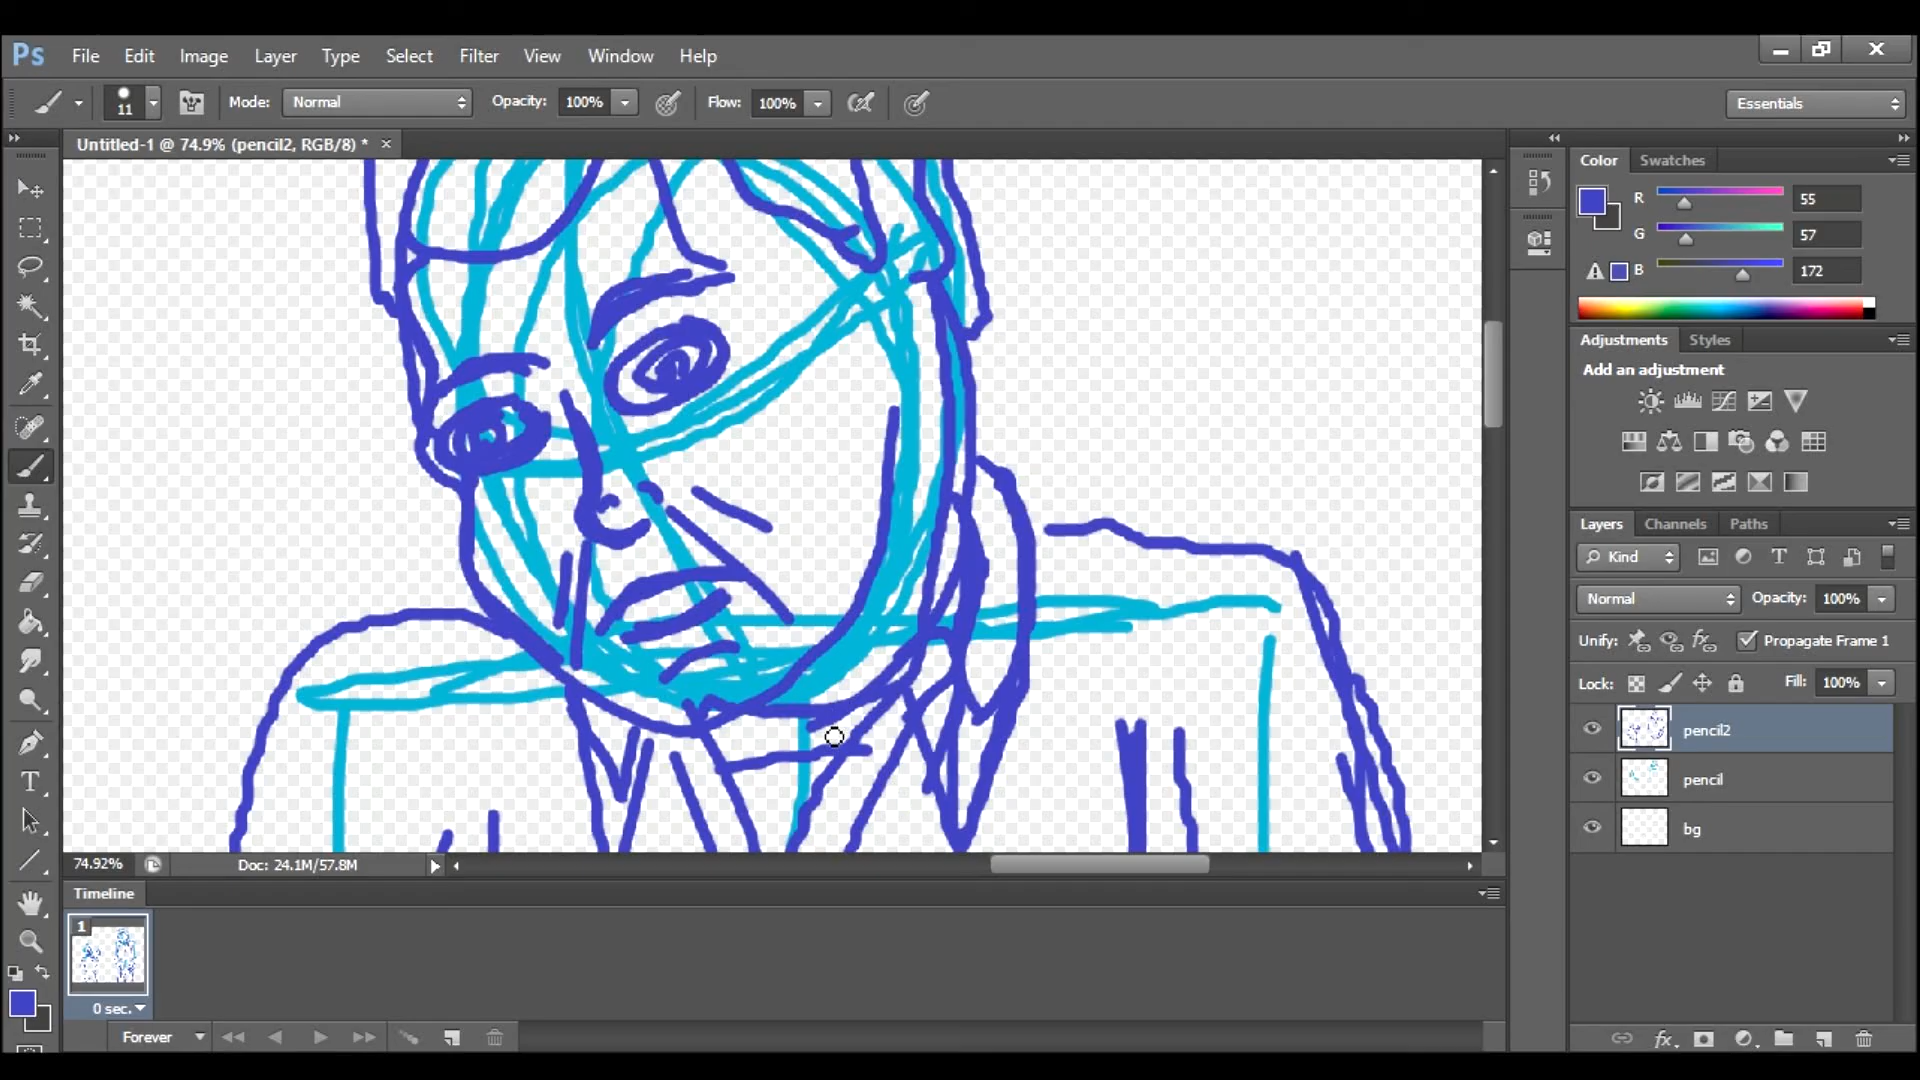 Ps File Edit Image Layer Type Select Filter View Window Help
11 Mode: Normal Opacity: 100% Flow: 100% Essentials
Untitled-1 @ 74.9% (pencil2, RGB/8) * ×
Color Swatches
R 55
G 57
B 172
Adjustments Styles
Add an adjustment
Layers Channels Paths
Kind
Normal Opacity: 100%
Unify: Propagate Frame 1
Lock: Fill: 100%
pencil2
pencil
bg
74.92% Doc: 24.1M/57.8M
Timeline
1
0 sec.
Forever